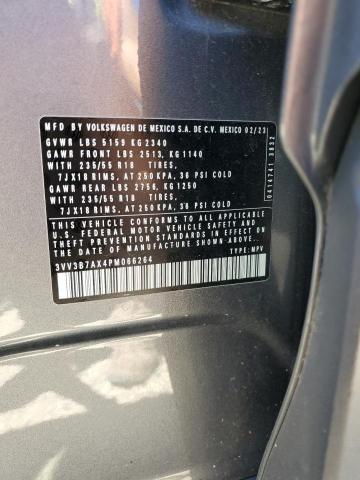 MFD BY VOLKSWAGEN DE MEXICO S.A. DE C.V. MEXICO 02/23
GVWR LBS 5159 KG 2340
GAWR FRONT LBS 2513, KG 1140
WITH 235/55 R18 TIRES,
7JX18 RIMS, AT 250 KPA, 36 PSI COLD
GAWR REAR LBS 2756, KG 1250
WITH 235/55 R18 TIRES,
7JX18 RIMS, AT 250 KPA, 36 PSI COLD
THIS VEHICLE CONFORMS TO ALL APPLICABLE
U.S. FEDERAL MOTOR VEHICLE SAFETY STANDARDS IN EFFECT ON
THE DATE OF MANUFACTURE SHOWN ABOVE.
3VV3B7AX4PM066264 TYPE: MPV
0414741 3832